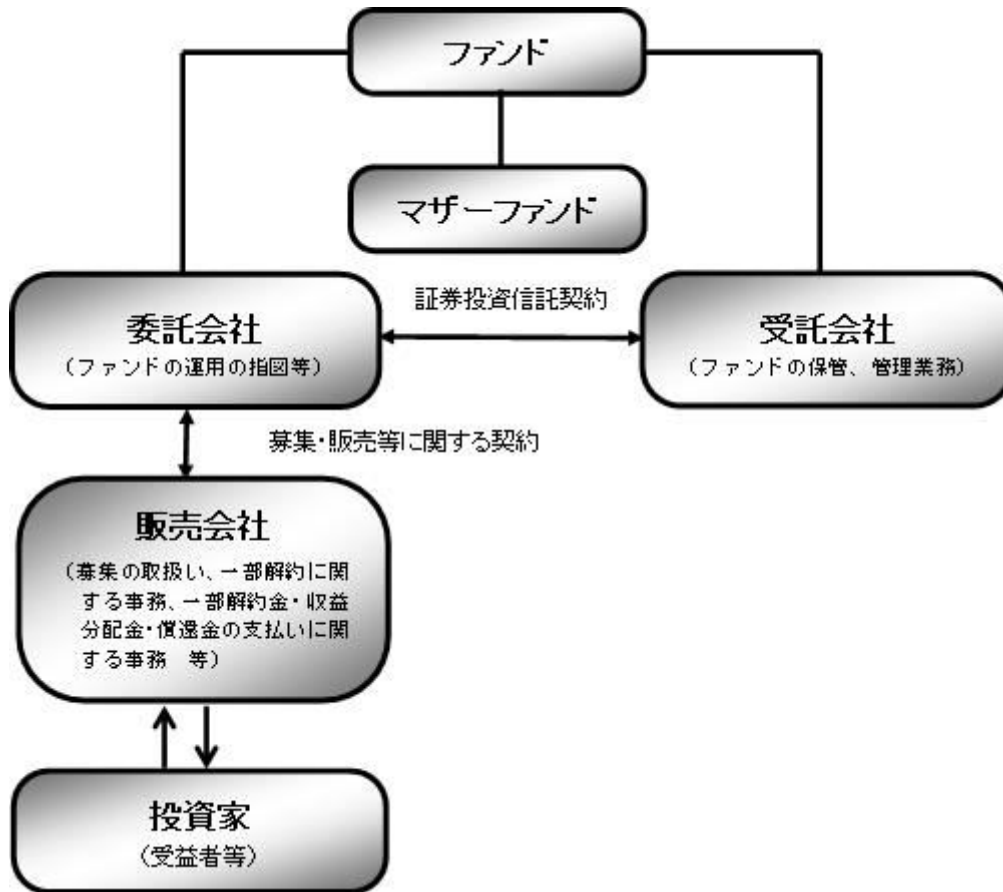 ファンド
マザーファンド
証券投資信託契約
委託会社
(ファンドの運用の指図等)
受託会社
(ファンドの保管、管理業務)
募集・販売等に関する契約
販売会社
(募集の取扱い、一部解約に関
する事務、一部解約金・収益
分配金・償還金の支払いに関
する事務　等)
投資家
(受益者等)